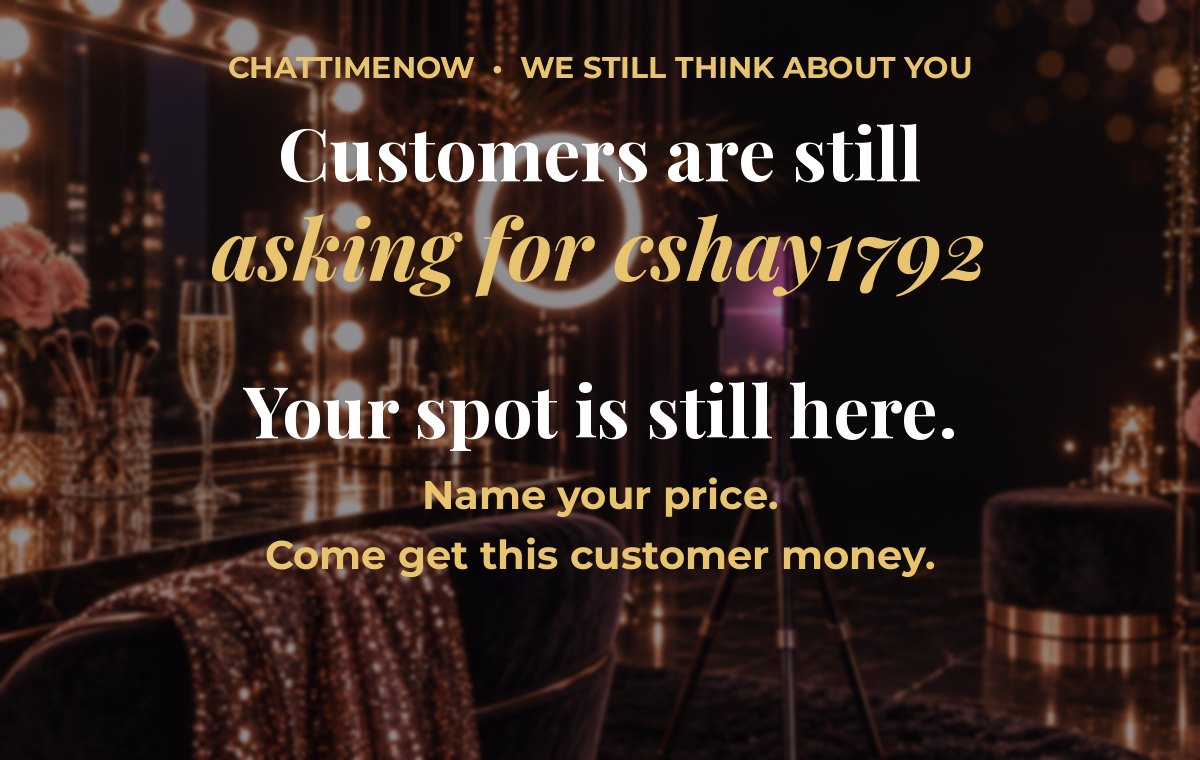 CHATTIMENOW • WE STILL THINK ABOUT YOU
Customers are still
asking for cshay1792
Your spot is still here.
Name your price.
Come get this customer money.